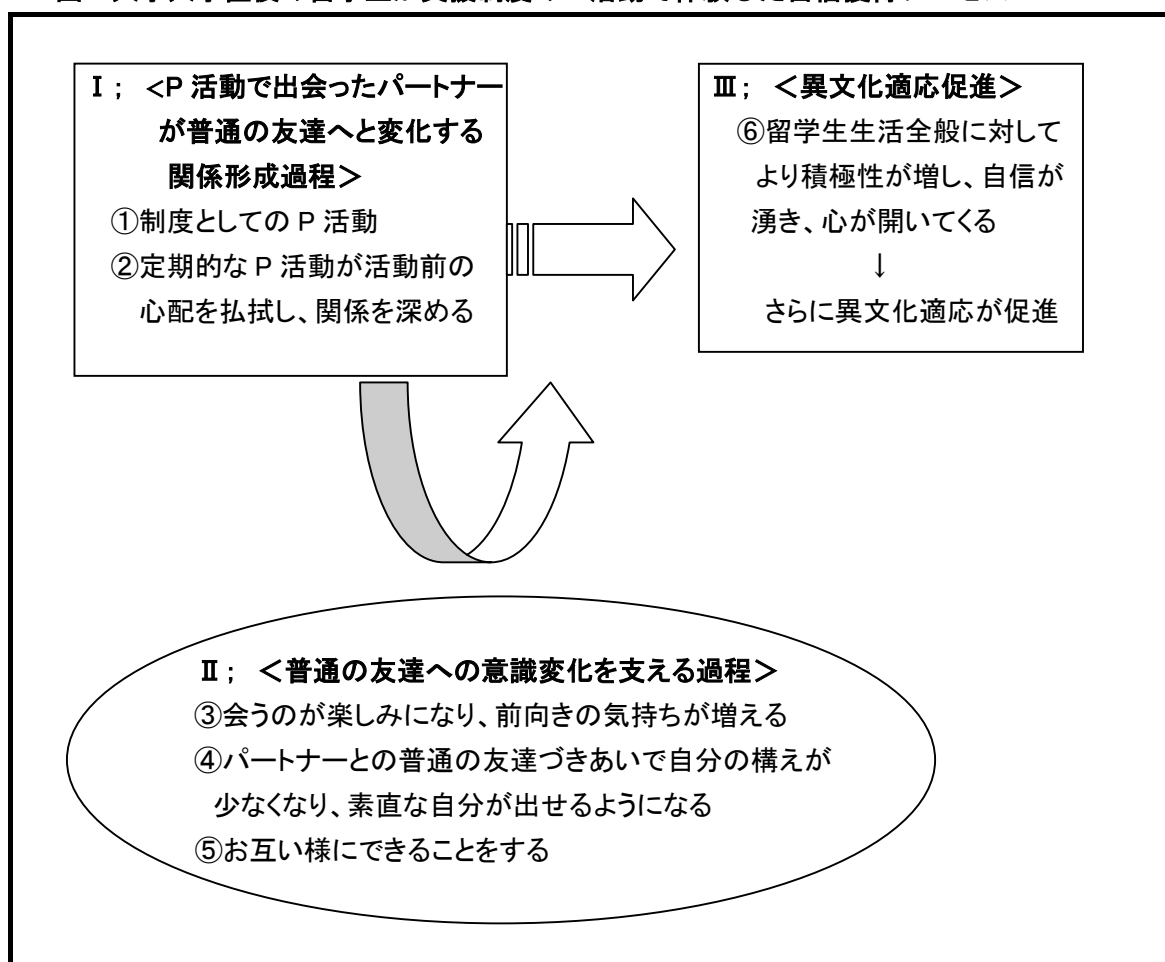 Ⅰ； <P 活動で出会ったパートナー
が普通の友達へと変化する
関係形成過程＞
①制度としての P 活動
②定期的な P 活動が活動前の
心配を払拭し、関係を深める
Ⅲ； ＜異文化適応促進＞
⑥留学生生活全般に対して
より積極性が増し、自信が
湧き、心が開いてくる
↓
さらに異文化適応が促進
Ⅱ； ＜普通の友達への意識変化を支える過程＞
③会うのが楽しみになり、前向きの気持ちが増える
④パートナーとの普通の友達づきあいで自分の構えが
少なくなり、素直な自分が出せるようになる
⑤お互い様にできることをする